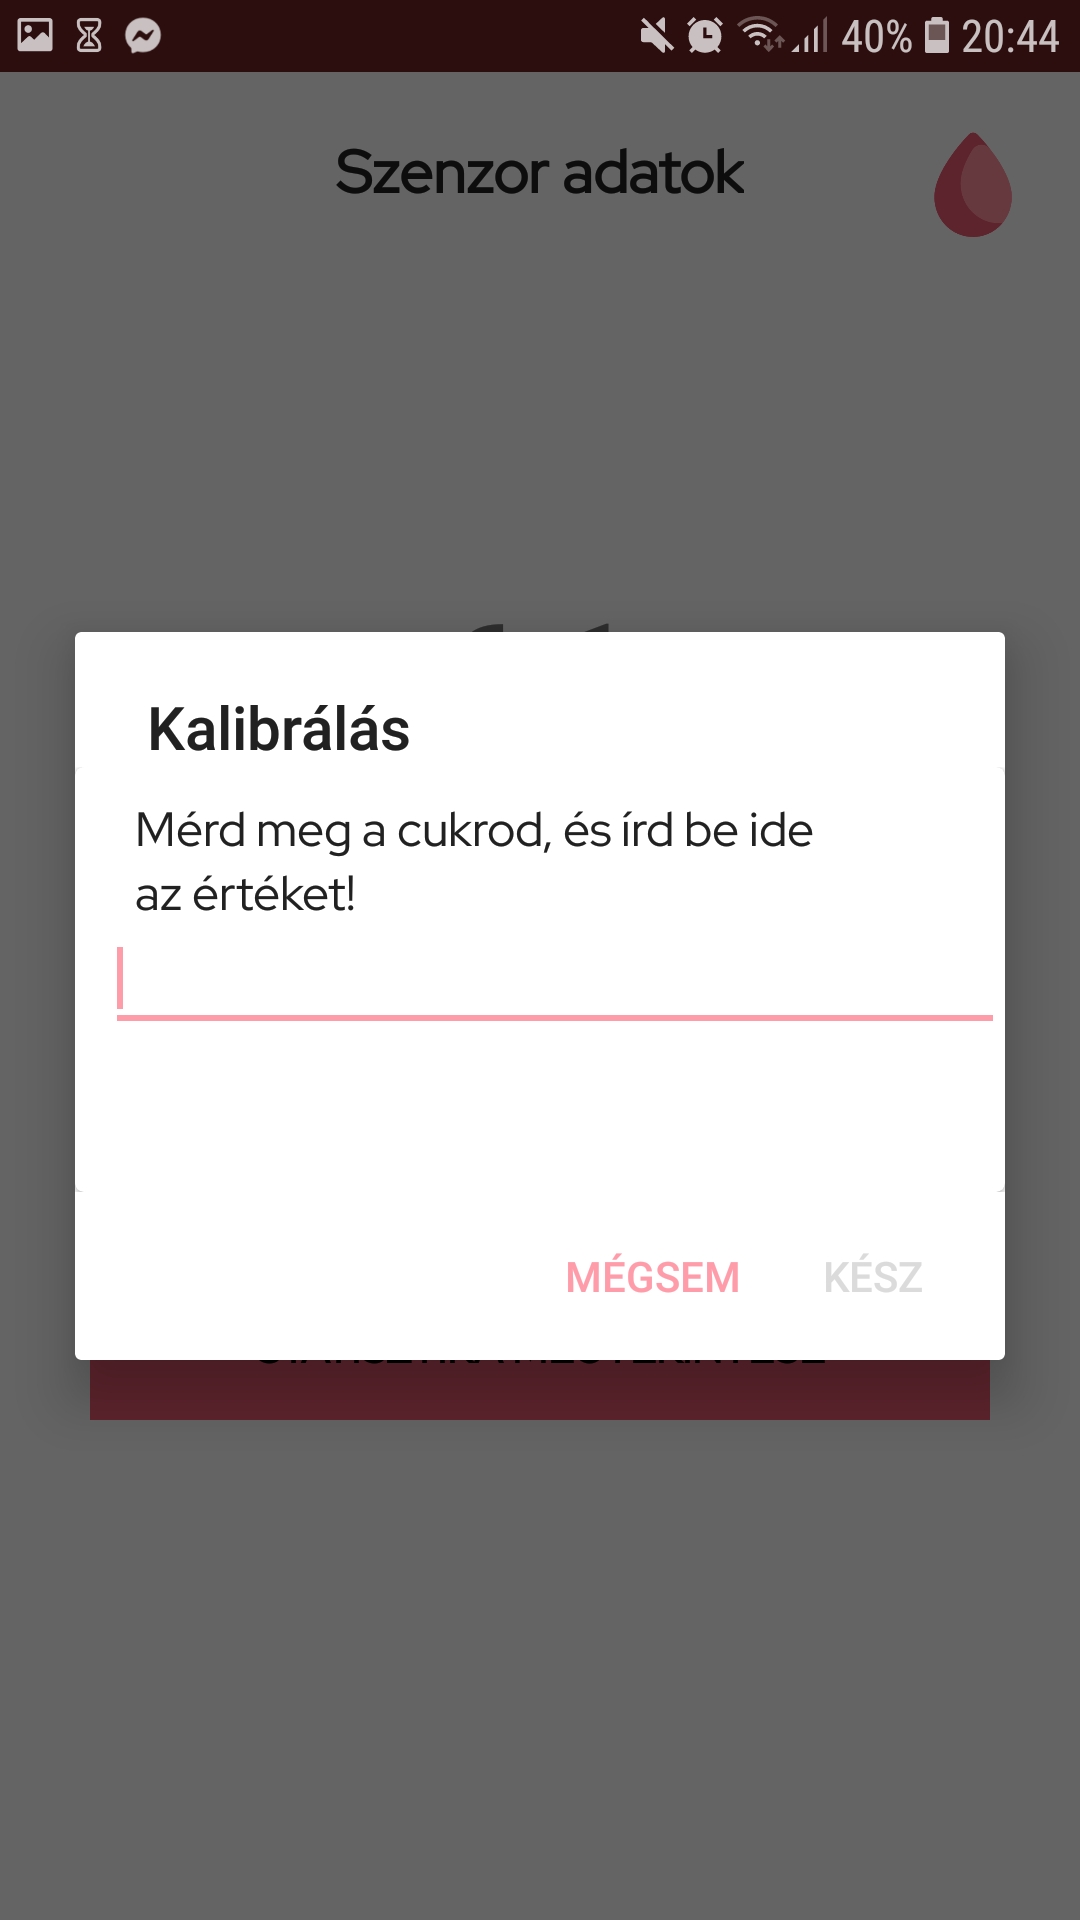 40% 20:44
Szenzor adatok
Kalibrálás
Mérd meg a cukrod, és írd be ide
az értéket!
MÉGSEM KÉSZ